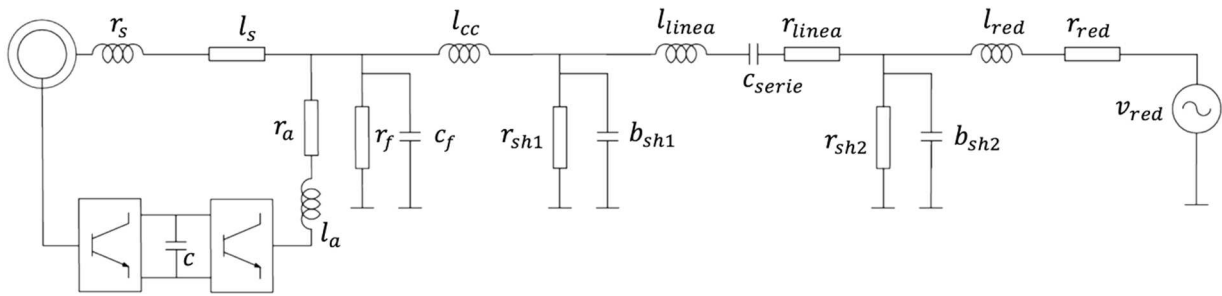 r_s
l_s
l_cc
l_linea
r_linea
l_red
r_red
c_serie
v_red
r_a
r_f
c_f
r_sh1
b_sh1
r_sh2
b_sh2
l_a
c